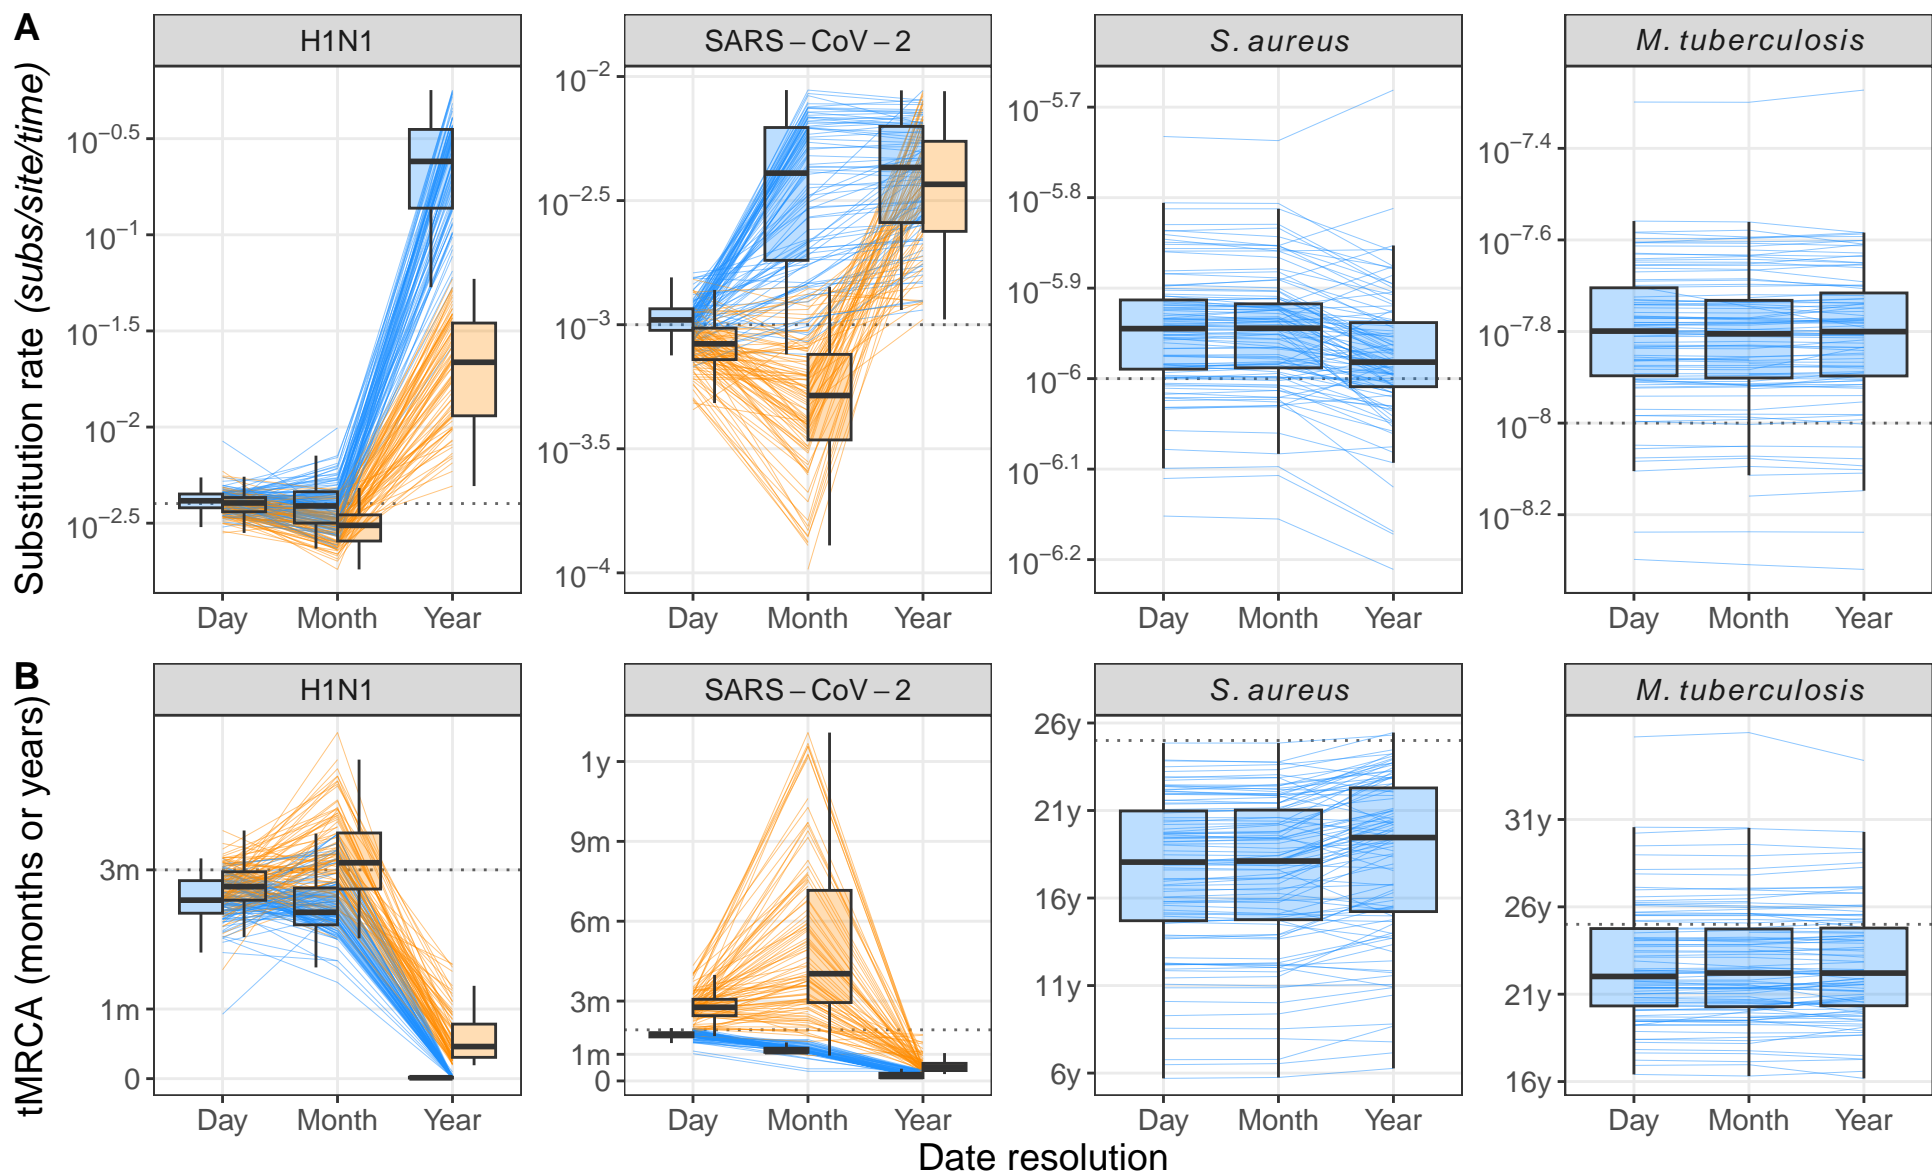 A
H1N1
SARS – CoV – 2
S. aureus
M. tuberculosis
Substitution rate (subs/site/time)
10^−0.5
10^−1
10^−1.5
10^−2
10^−2.5
10^−2
10^−2.5
10^−3
10^−3.5
10^−4
10^−5.7
10^−5.8
10^−5.9
10^−6
10^−6.1
10^−6.2
10^−7.4
10^−7.6
10^−7.8
10^−8
10^−8.2
Day Month Year
Day Month Year
Day Month Year
Day Month Year
B
H1N1
SARS – CoV – 2
S. aureus
M. tuberculosis
tMRCA (months or years)
3m
1m
0
1y
9m
6m
3m
1m
0
26y
21y
16y
11y
6y
31y
26y
21y
16y
Day Month Year
Day Month Year
Day Month Year
Day Month Year
Date resolution